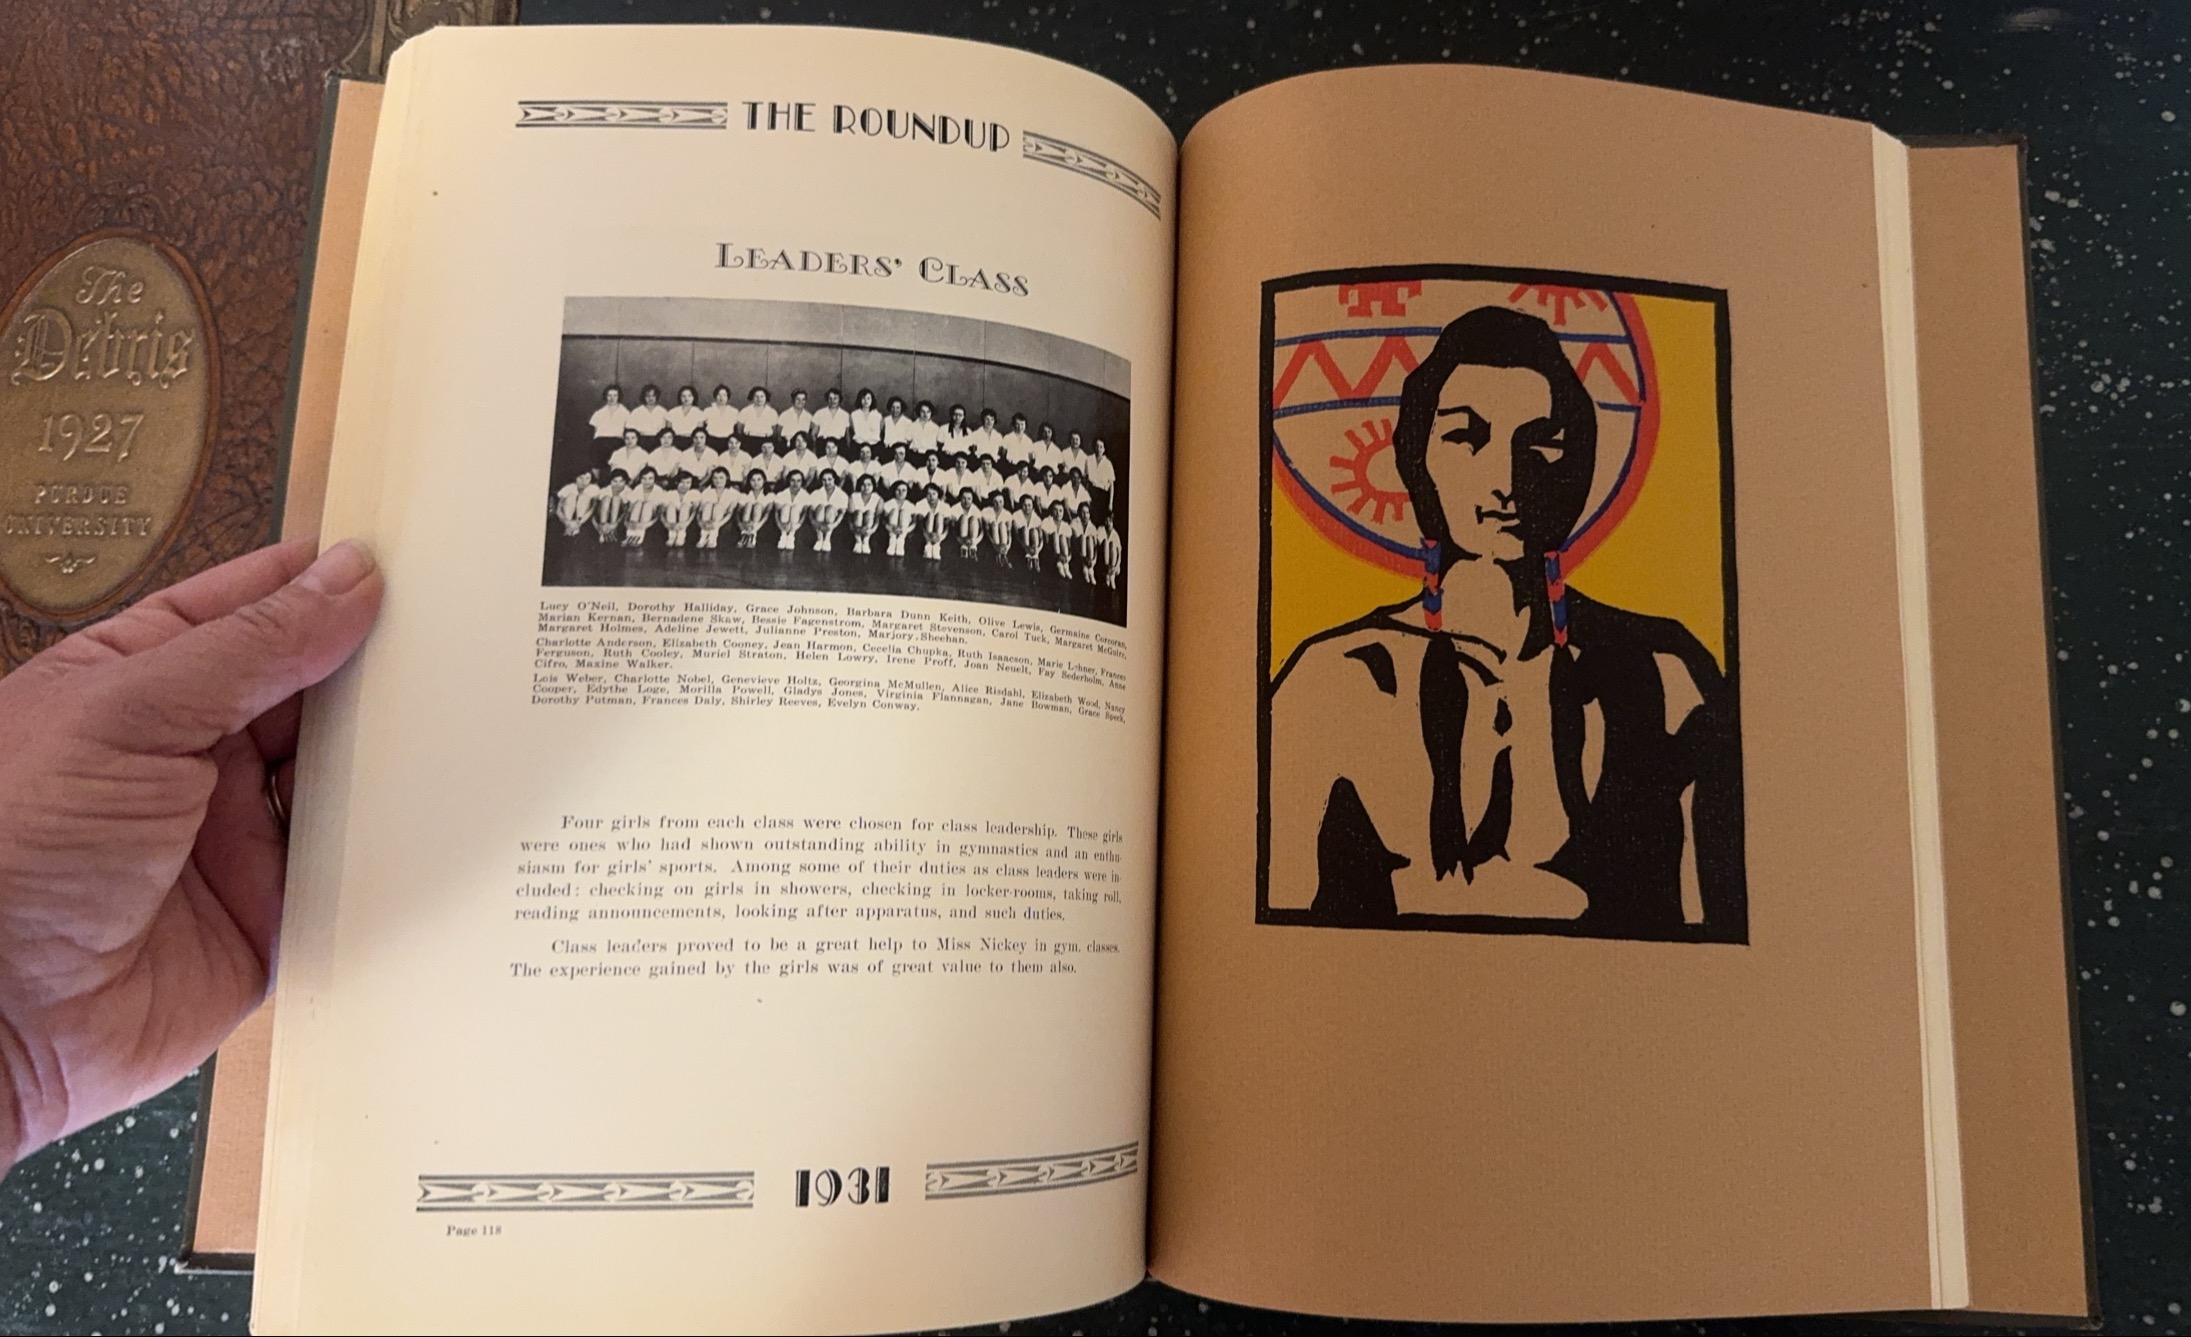 The
Debris
1927
PURDUE
UNIVERSITY
THE ROUNDUP
LEADERS' CLASS
Lucy O'Neil, Dorothy Halliday, Grace Johnson, Barbara Dunn Keith, Olive Lewis, Germaine Corcoran,
Marian Kernan, Bernadene Skaw, Bessie Fagenstrom, Margaret Stevenson, Carol Tuck, Margaret McGuire,
Margaret Holmes, Adeline Jewett, Julianne Preston, Marjory Sheehan.
Charlotte Anderson, Elizabeth Cooney, Jean Harmon, Cecelia Chupka, Ruth Isaacson, Marie Lehner, Frances
Ferguson, Ruth Cooley, Muriel Straton, Helen Lowry, Irene Proff, Joan Neuelt, Fay Sederholm, Anne
Cifro, Maxine Walker.
Lois Weber, Charlotte Nobel, Genevieve Holtz, Georgina McMullen, Alice Risdahl, Elizabeth Wood, Nancy
Cooper, Edythe Loge, Morilla Powell, Gladys Jones, Virginia Flannagan, Jane Bowman, Grace Speck,
Dorothy Putman, Frances Daly, Shirley Reeves, Evelyn Conway.
Four girls from each class were chosen for class leadership. These girls
were ones who had shown outstanding ability in gymnastics and an enthu-
siasm for girls' sports. Among some of their duties as class leaders were in-
cluded: checking on girls in showers, checking in locker-rooms, taking roll,
reading announcements, looking after apparatus, and such duties.
Class leaders proved to be a great help to Miss Nickey in gym. classes.
The experience gained by the girls was of great value to them also.
1931
Page 118